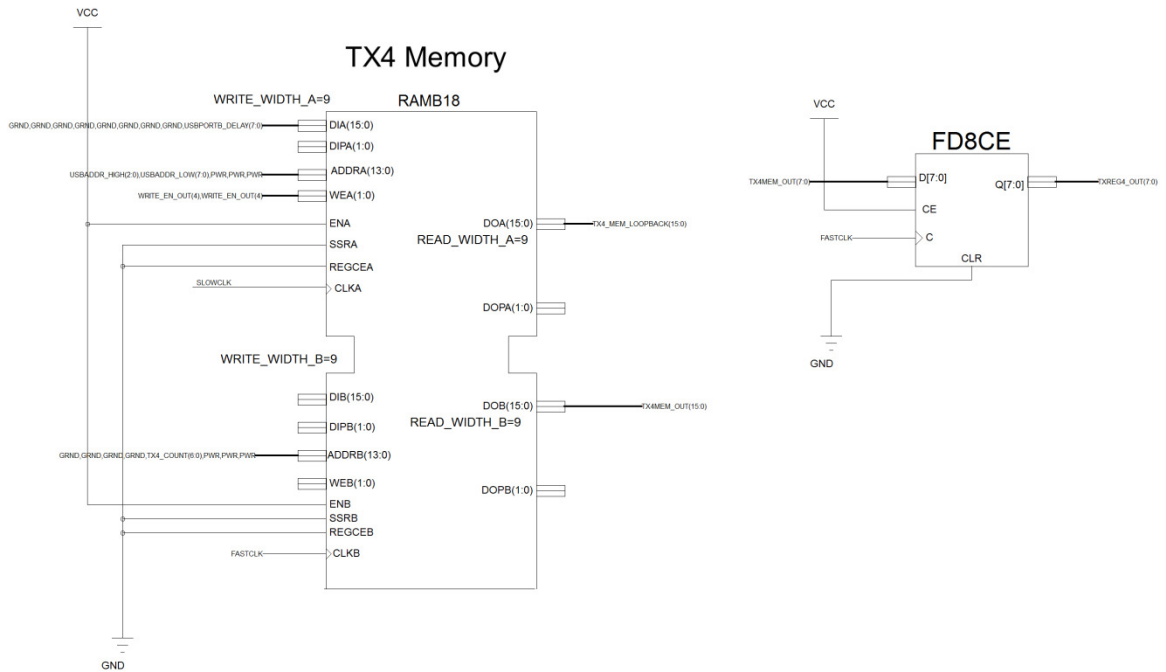 VCC
TX4 Memory
WRITE_WIDTH_A=9
RAMB18
GRND,GRND,GRND,GRND,GRND,GRND,GRND,GRND,USBPORTB_DELAY(7:0)
DIA(15:0)
DIPA(1:0)
USBADDR_HIGH(2:0),USBADDR_LOW(7:0),PWR,PWR,PWR
ADDRA(13:0)
WRITE_EN_OUT(4),WRITE_EN_OUT(4)
WEA(1:0)
ENA
SSRA
REGCEA
SLOWCLK
CLKA
DOA(15:0)
TX4_MEM_LOOPBACK(15:0)
READ_WIDTH_A=9
DOPA(1:0)
WRITE_WIDTH_B=9
DIB(15:0)
DIPB(1:0)
GRND,GRND,GRND,GRND,TX4_COUNT(6:0),PWR,PWR,PWR
ADDRB(13:0)
WEB(1:0)
ENB
SSRB
REGCEB
FASTCLK
CLKB
DOB(15:0)
TX4MEM_OUT(15:0)
READ_WIDTH_B=9
DOPB(1:0)
GND
VCC
FD8CE
TX4MEM_OUT(7:0)
D[7:0]
Q[7:0]
TXREG4_OUT(7:0)
CE
FASTCLK
C
CLR
GND